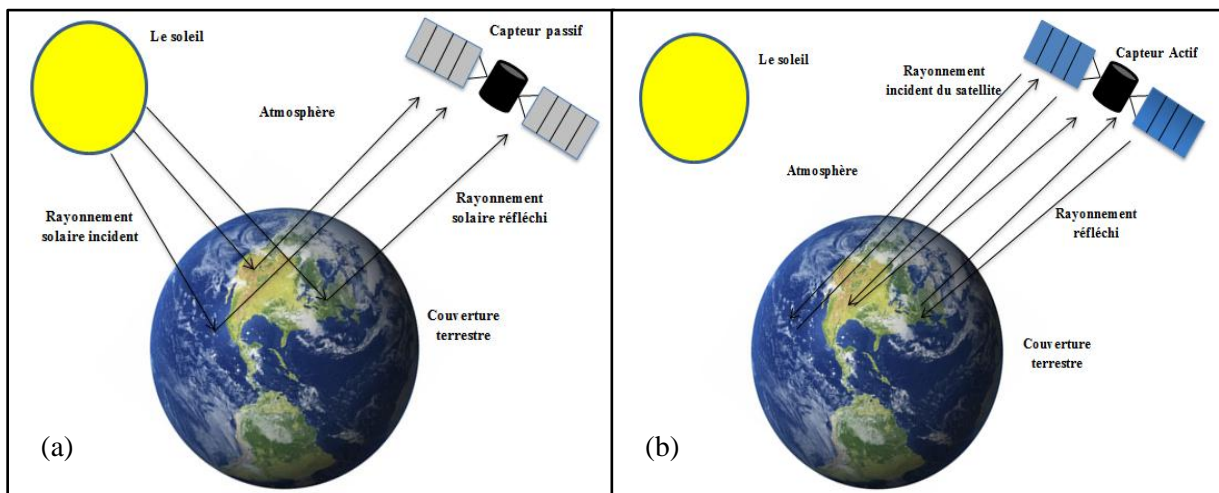 Le soleil
Capteur passif
Atmosphère
Rayonnement
solaire incident
Rayonnement
solaire réfléchi
Couverture
terrestre
(a)
Le soleil
Capteur Actif
Rayonnement
incident du satellite
Atmosphère
Rayonnement
réfléchi
Couverture
terrestre
(b)